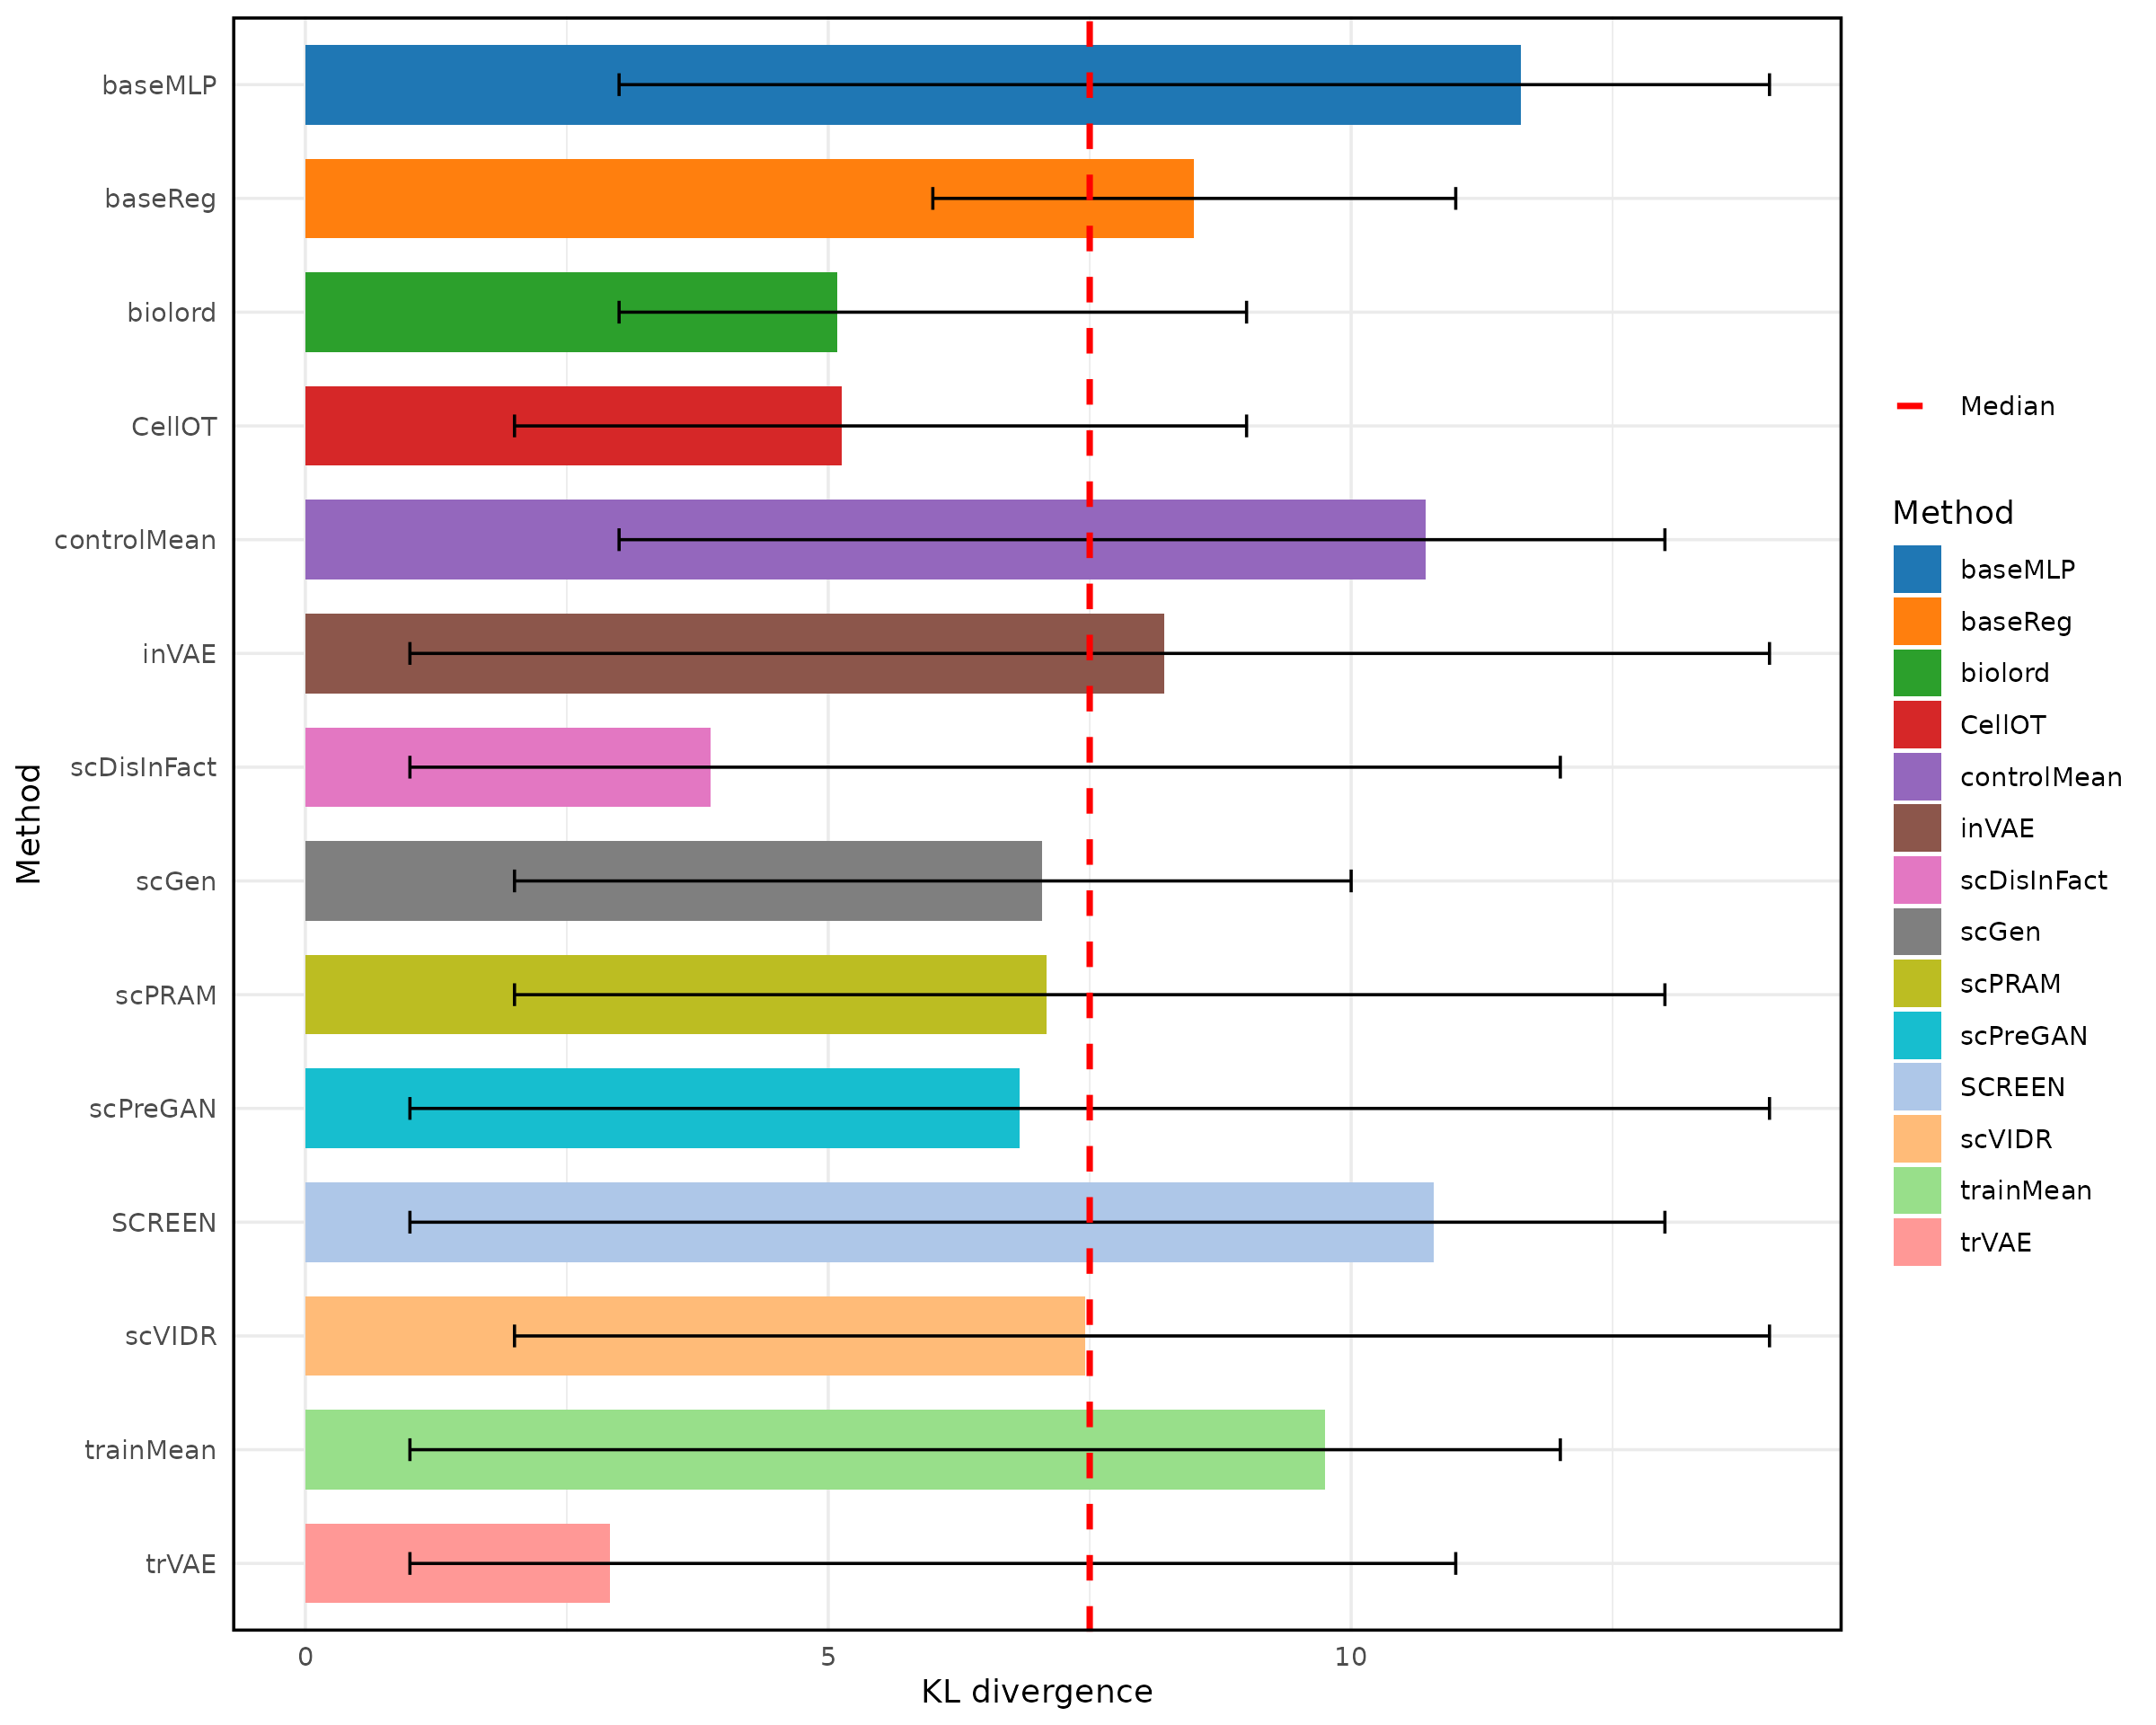 baseMLP
baseReg
biolord
CellOT
controlMean
inVAE
scDisInFact
scGen
scPRAM
scPreGAN
SCREEN
scVIDR
trainMean
trVAE
Method
0 5 10
KL divergence
Median
Method
baseMLP
baseReg
biolord
CellOT
controlMean
inVAE
scDisInFact
scGen
scPRAM
scPreGAN
SCREEN
scVIDR
trainMean
trVAE